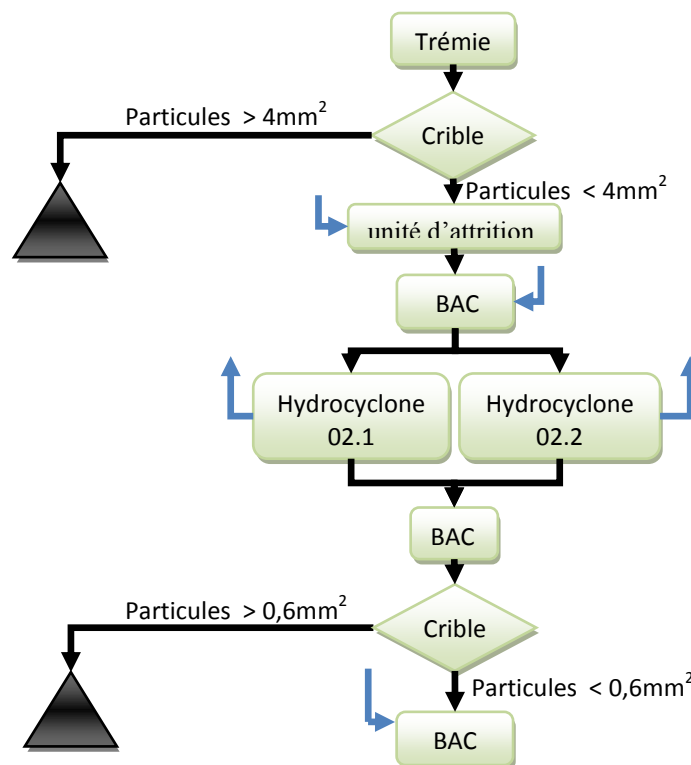 Trémie
Particules > 4mm²
Crible
Particules < 4mm²
unité d'attrition
BAC
Hydrocyclone
02.1
Hydrocyclone
02.2
BAC
Particules > 0,6mm²
Crible
Particules < 0,6mm²
BAC